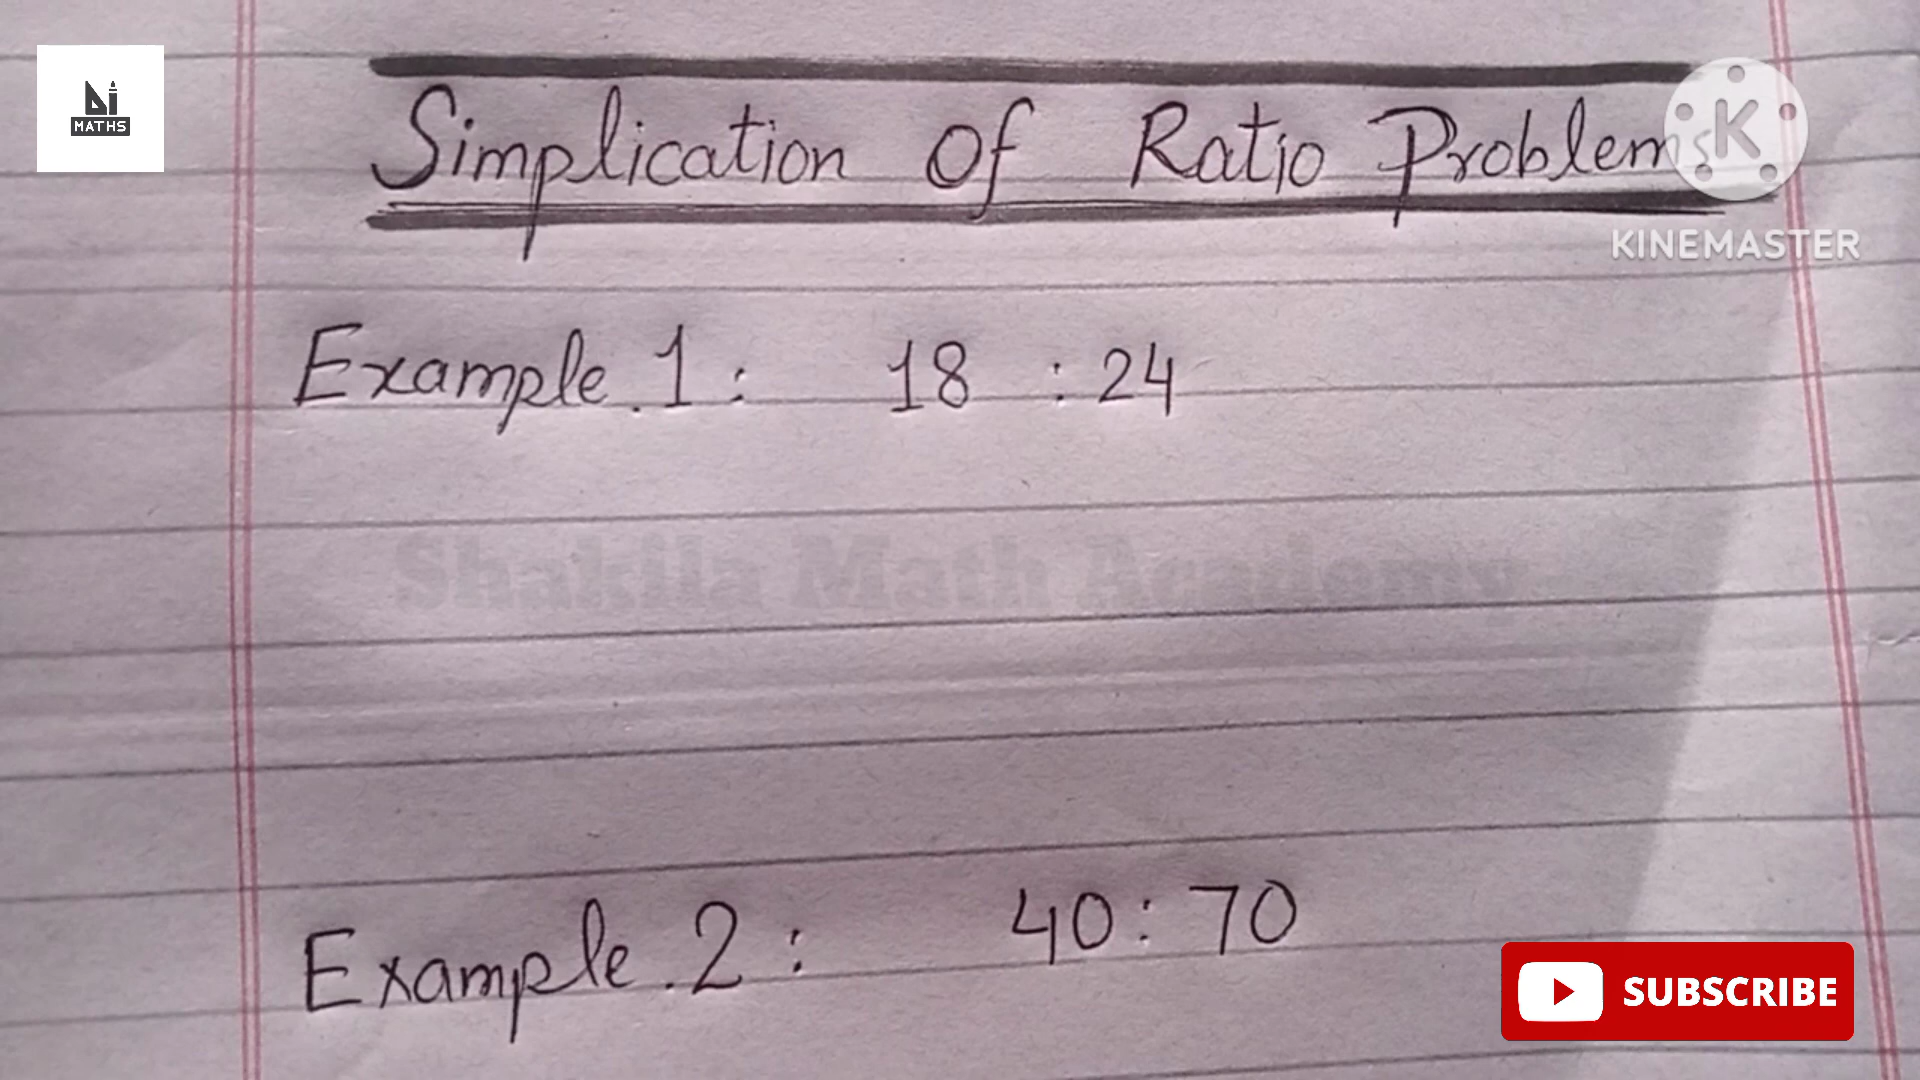 MATHS
Simplication Of Ratio Problems
KINEMASTER
Example.1: 18 : 24
Shakila Math Academy
Example.2: 40: 70
SUBSCRIBE